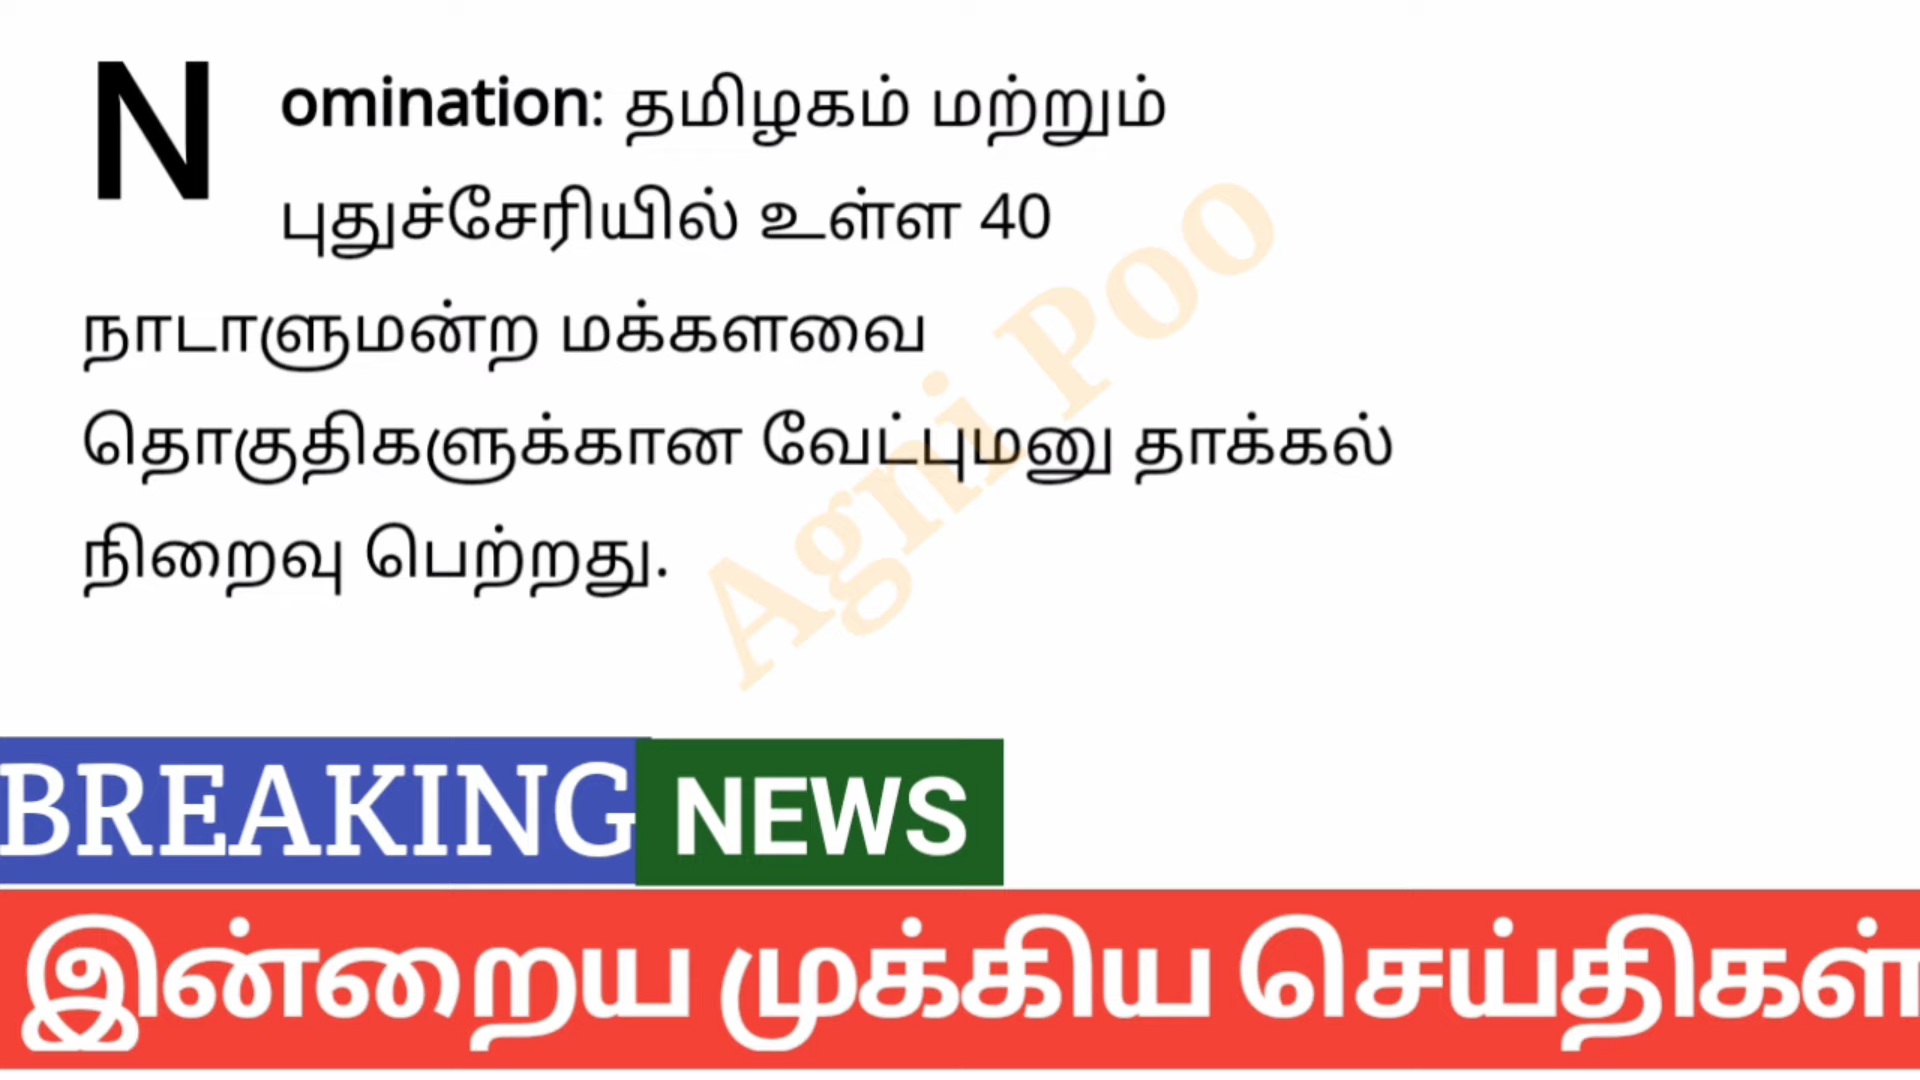 Nomination: தமிழகம் மற்றும்
புதுச்சேரியில் உள்ள 40
நாடாளுமன்ற மக்களவை
தொகுதிகளுக்கான வேட்புமனு தாக்கல்
நிறைவு பெற்றது.
Agni Poo
BREAKING NEWS
இன்றைய முக்கிய செய்திகள்